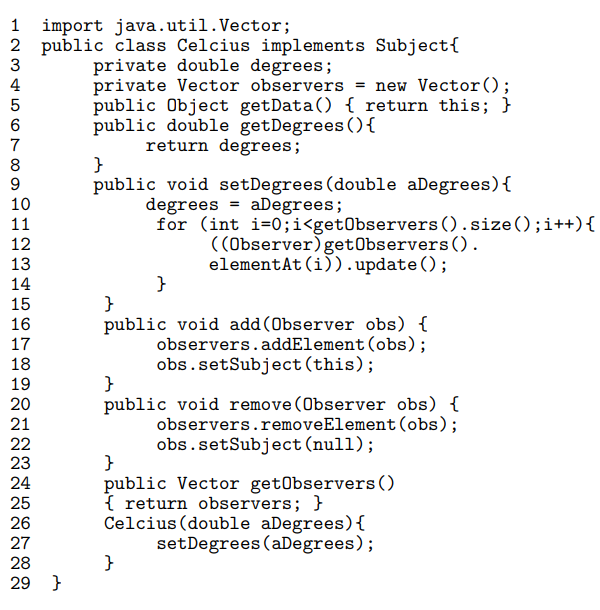 1 import java.util.Vector;
2 public class Celcius implements Subject{
3 private double degrees;
4 private Vector observers = new Vector();
5 public Object getData() { return this; }
6 public double getDegrees(){
7 return degrees;
8 }
9 public void setDegrees(double aDegrees){
10 degrees = aDegrees;
11 for (int i=0;i<getObservers().size();i++){
12 ((Observer)getObservers().
13 elementAt(i)).update();
14 }
15 }
16 public void add(Observer obs) {
17 observers.addElement(obs);
18 obs.setSubject(this);
19 }
20 public void remove(Observer obs) {
21 observers.removeElement(obs);
22 obs.setSubject(null);
23 }
24 public Vector getObservers()
25 { return observers; }
26 Celcius(double aDegrees){
27 setDegrees(aDegrees);
28 }
29 }